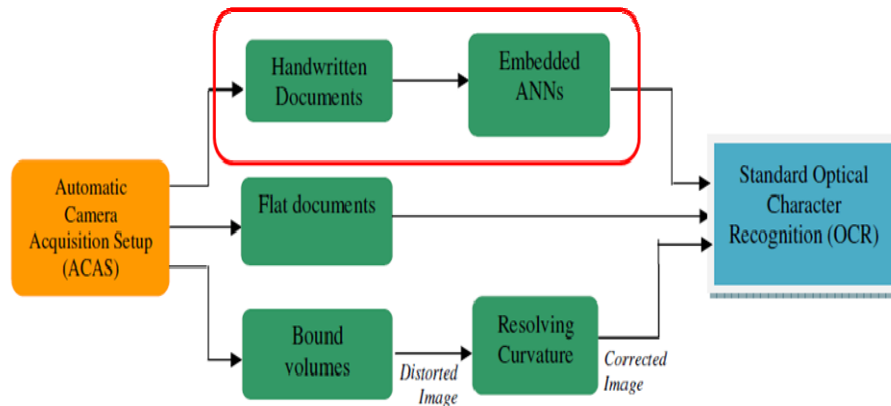 Handwritten
Documents
Embedded
ANNs
Automatic
Camera
Acquisition Setup
(ACAS)
Flat documents
Standard Optical
Character
Recognition (OCR)
Bound
volumes
Distorted
Image
Resolving
Curvature
Corrected
Image